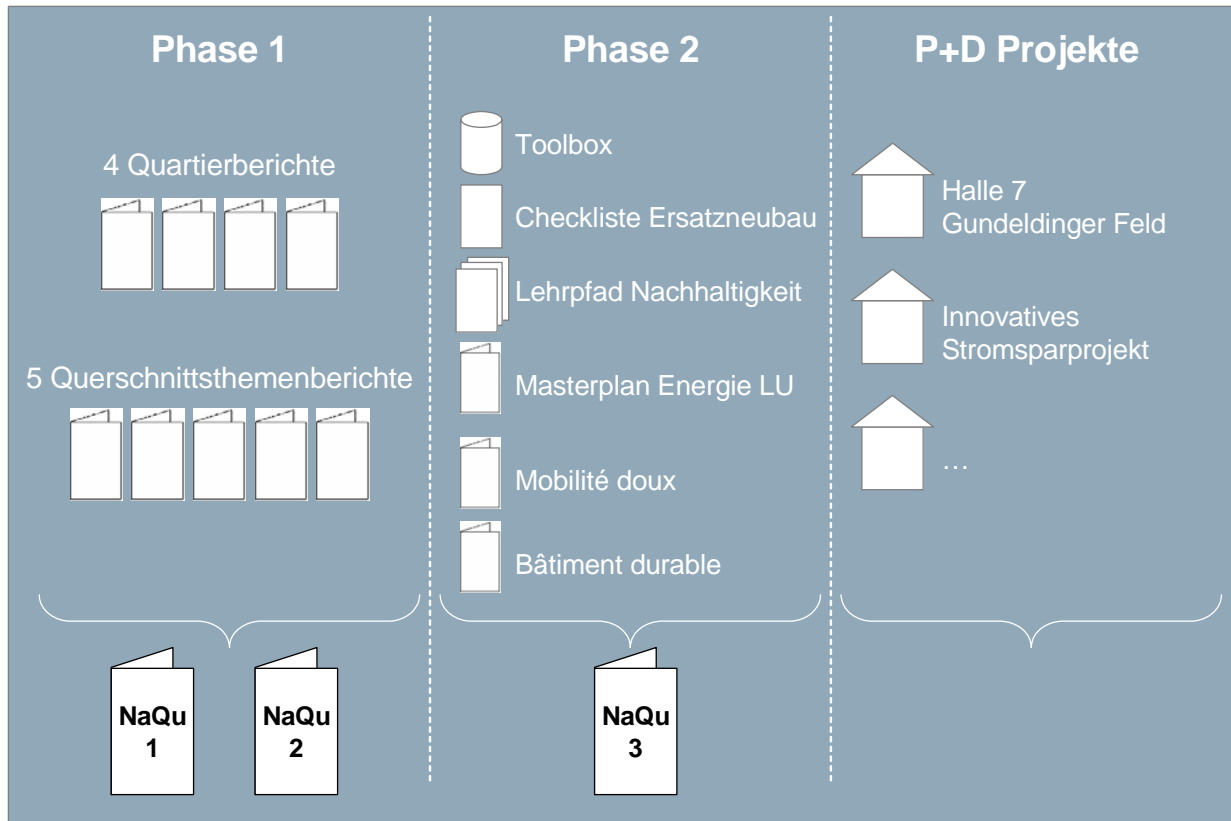 Phase 1
4 Quartierberichte
5 Querschnittsthemenberichte
NaQu
1
NaQu
2
Phase 2
Toolbox
Checkliste Ersatzneubau
Lehrpfad Nachhaltigkeit
Masterplan Energie LU
Mobilité doux
Bâtiment durable
NaQu
3
P+D Projekte
Halle 7
Gundeldinger Feld
Innovatives
Stromsparprojekt
…